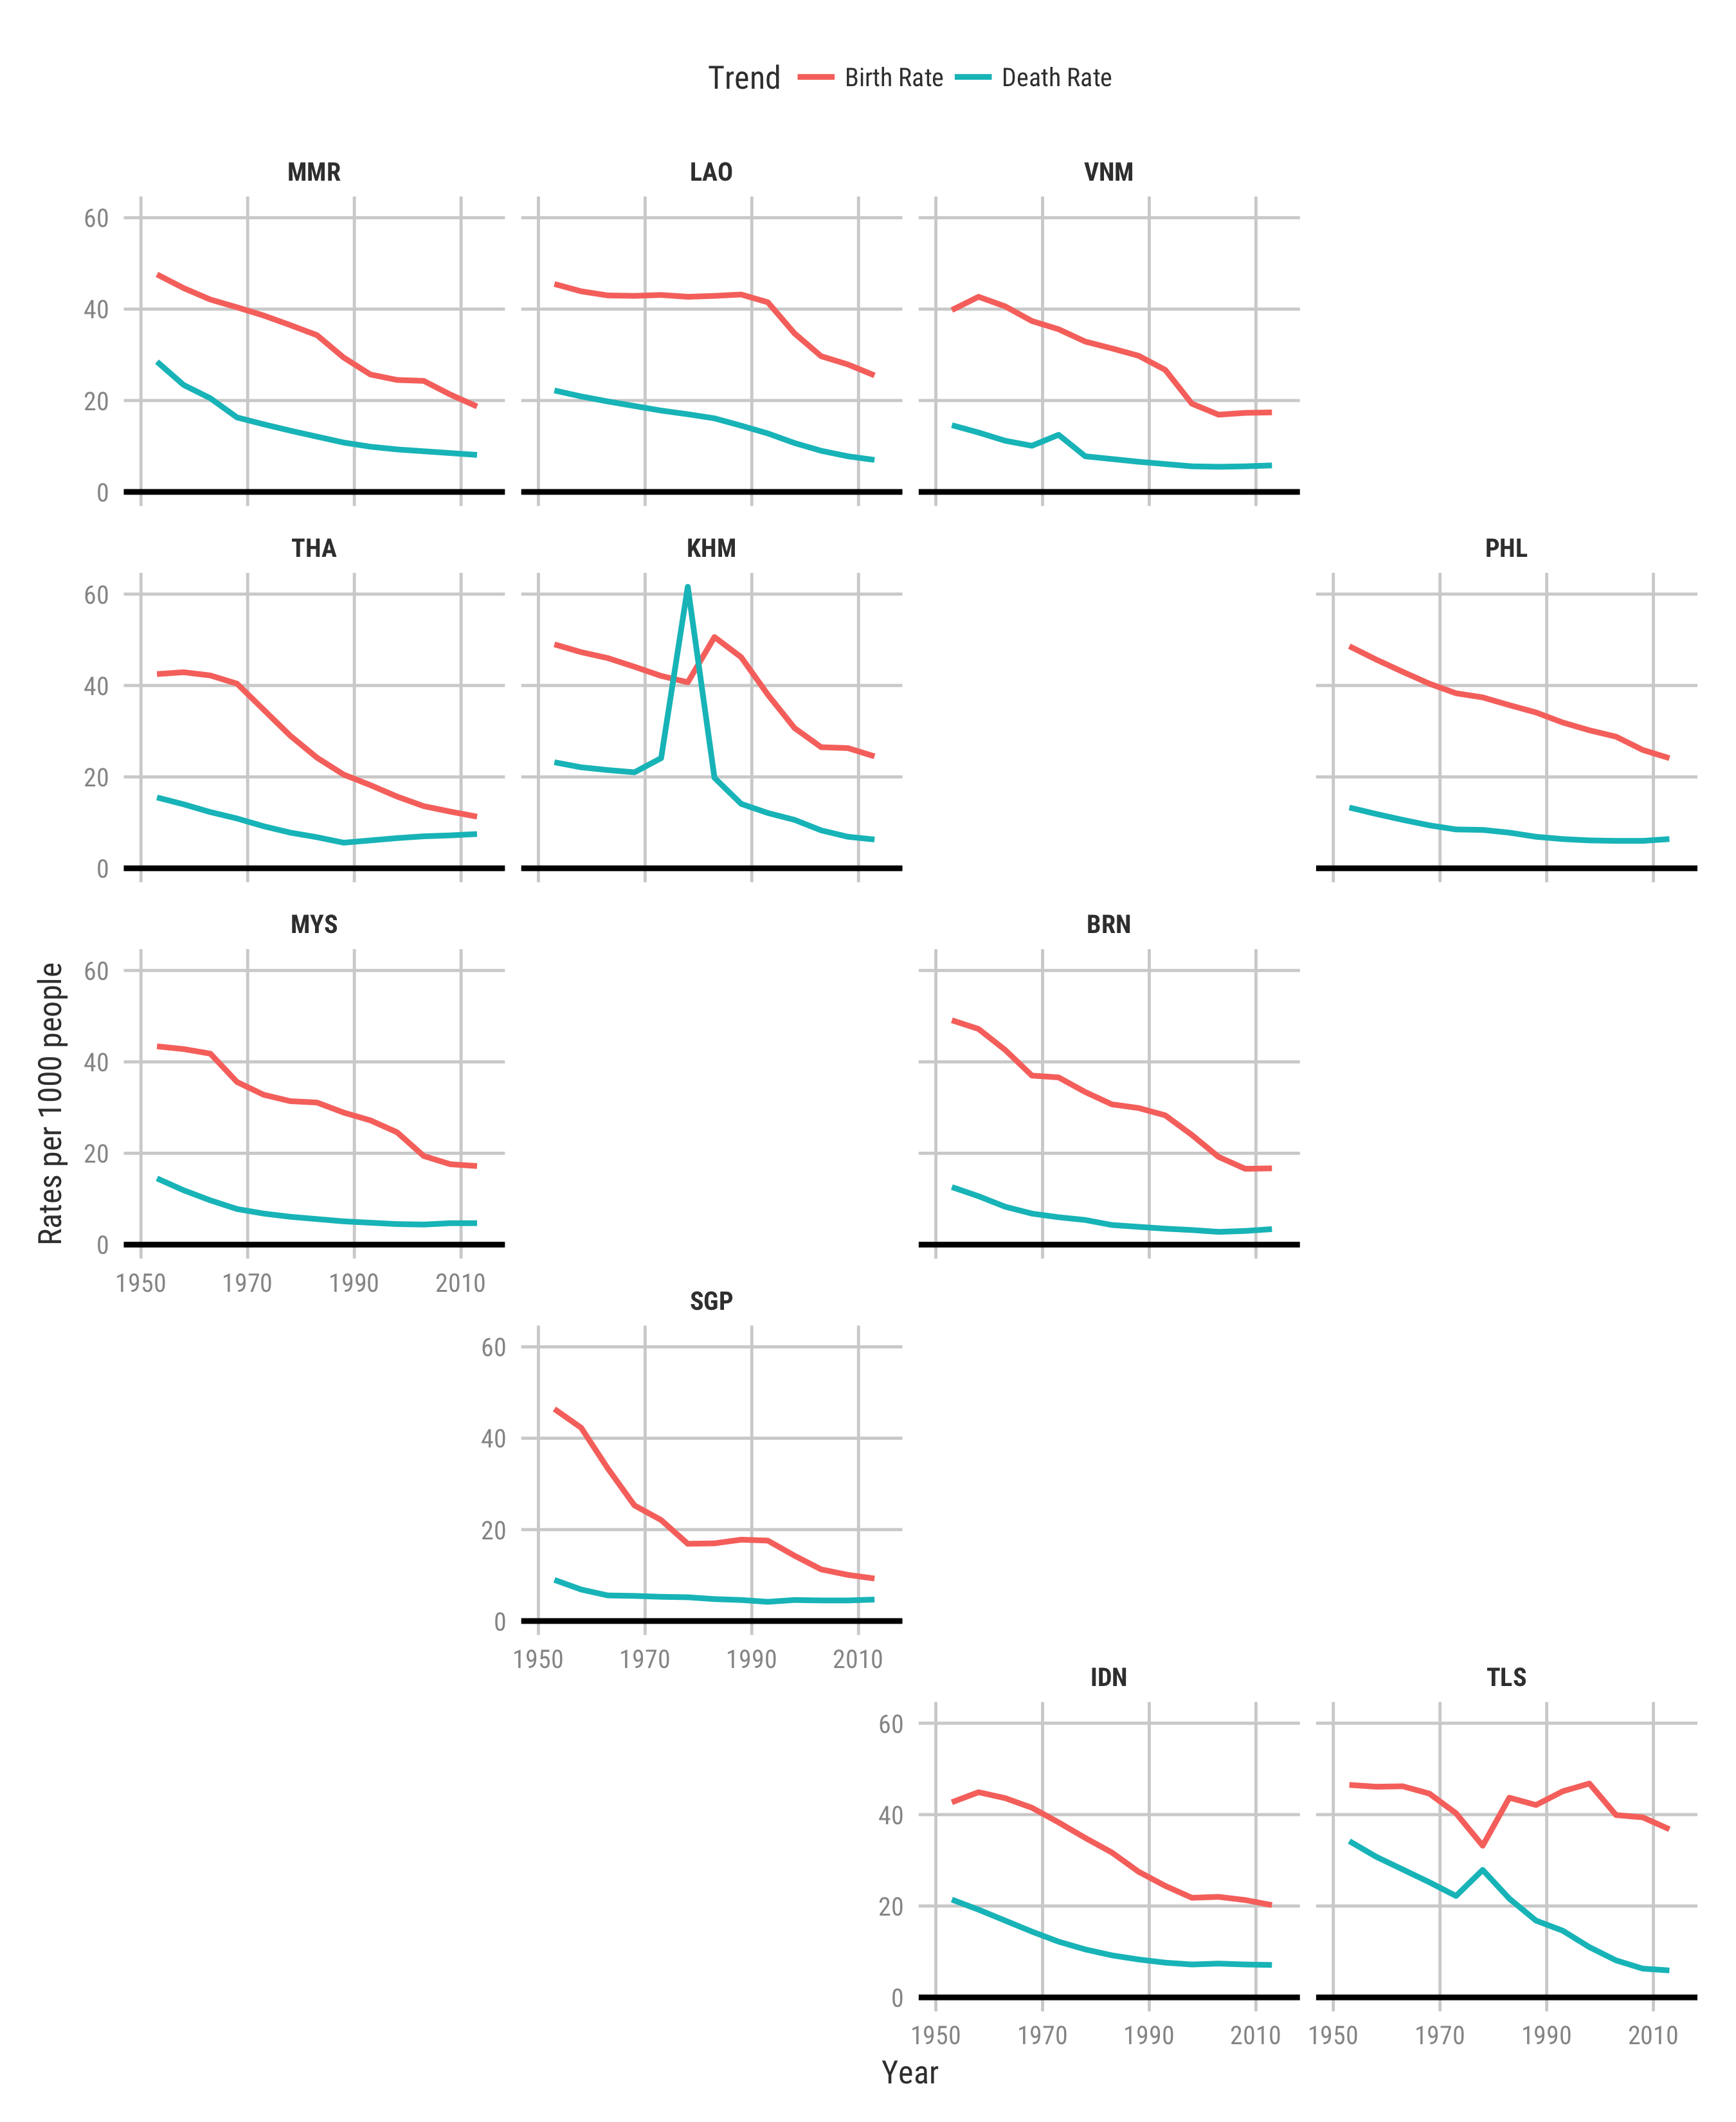 Trend Birth Rate Death Rate
MMR LAO VNM
60
40
20
0
THA KHM PHL
60
40
20
0
MYS BRN
60
40
20
0
1950 1970 1990 2010
Rates per 1000 people
SGP
60
40
20
0
1950 1970 1990 2010
IDN TLS
60
40
20
0
1950 1970 1990 2010 1950 1970 1990 2010
Year